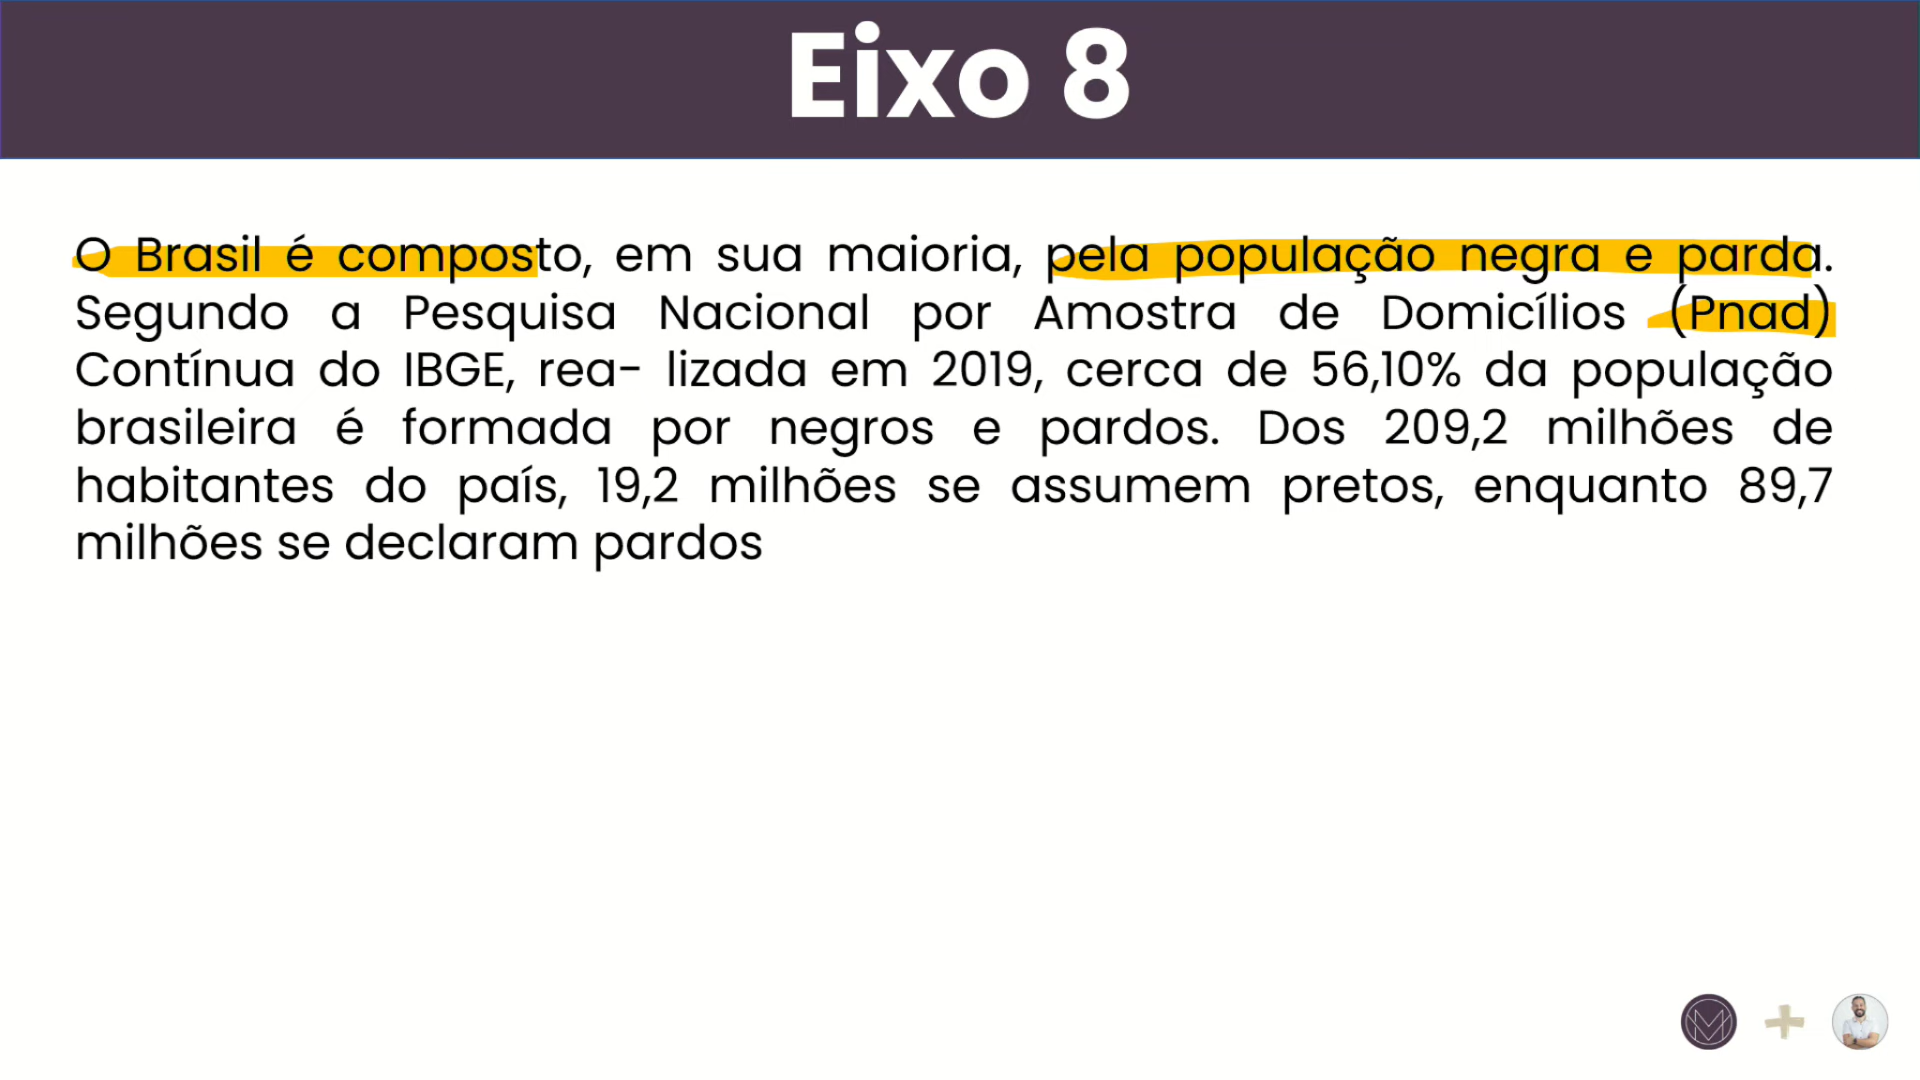 Eixo 8
O Brasil é composto, em sua maioria, pela população negra e parda.
Segundo a Pesquisa Nacional por Amostra de Domicílios (Pnad)
Contínua do IBGE, rea- lizada em 2019, cerca de 56,10% da população
brasileira é formada por negros e pardos. Dos 209,2 milhões de
habitantes do país, 19,2 milhões se assumem pretos, enquanto 89,7
milhões se declaram pardos